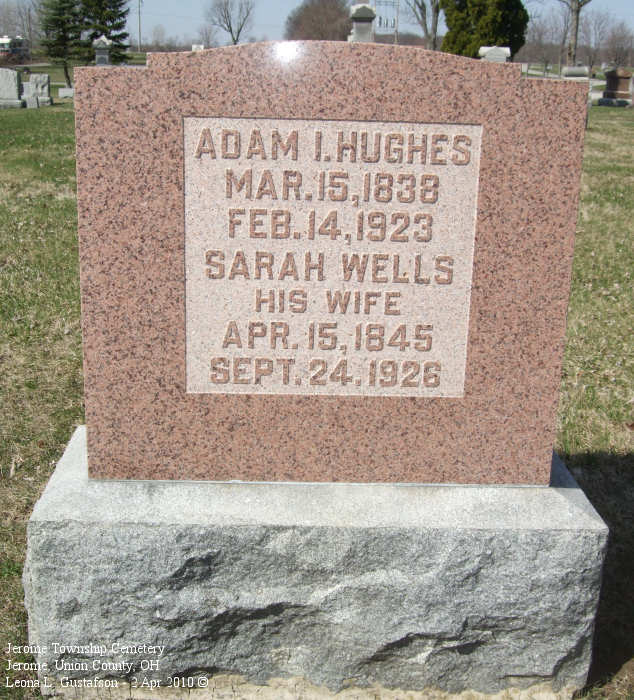 ADAM I. HUGHES
MAR. 15, 1838
FEB. 14, 1923
SARAH WELLS
HIS WIFE
APR. 15, 1845
SEPT. 24, 1926
Jerome Township Cemetery
Jerome, Union County, OH
Leona L. Gustafson - 2 Apr 2010 ©